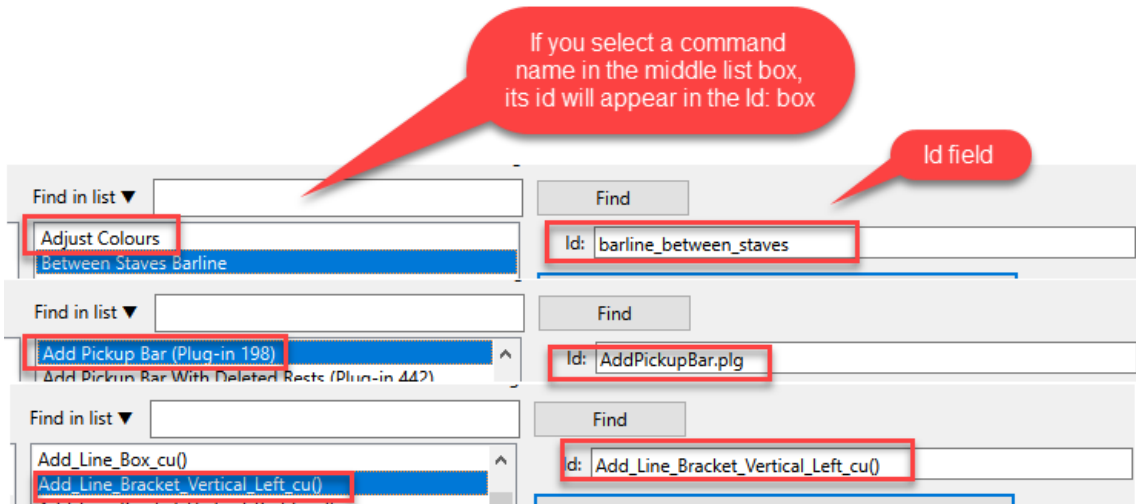 If you select a command
name in the middle list box,
its id will appear in the Id: box
Id field
Find in list ▼ Find
Adjust Colours
Id: barline_between_staves
Between Staves Barline
Find in list ▼ Find
Add Pickup Bar (Plug-in 198)
Id: AddPickupBar.plg
Add Pickup Bar With Deleted Rests (Plug-in 442)
Find in list ▼ Find
Add_Line_Box_cu()
Id: Add_Line_Bracket_Vertical_Left_cu()
Add_Line_Bracket_Vertical_Left_cu()